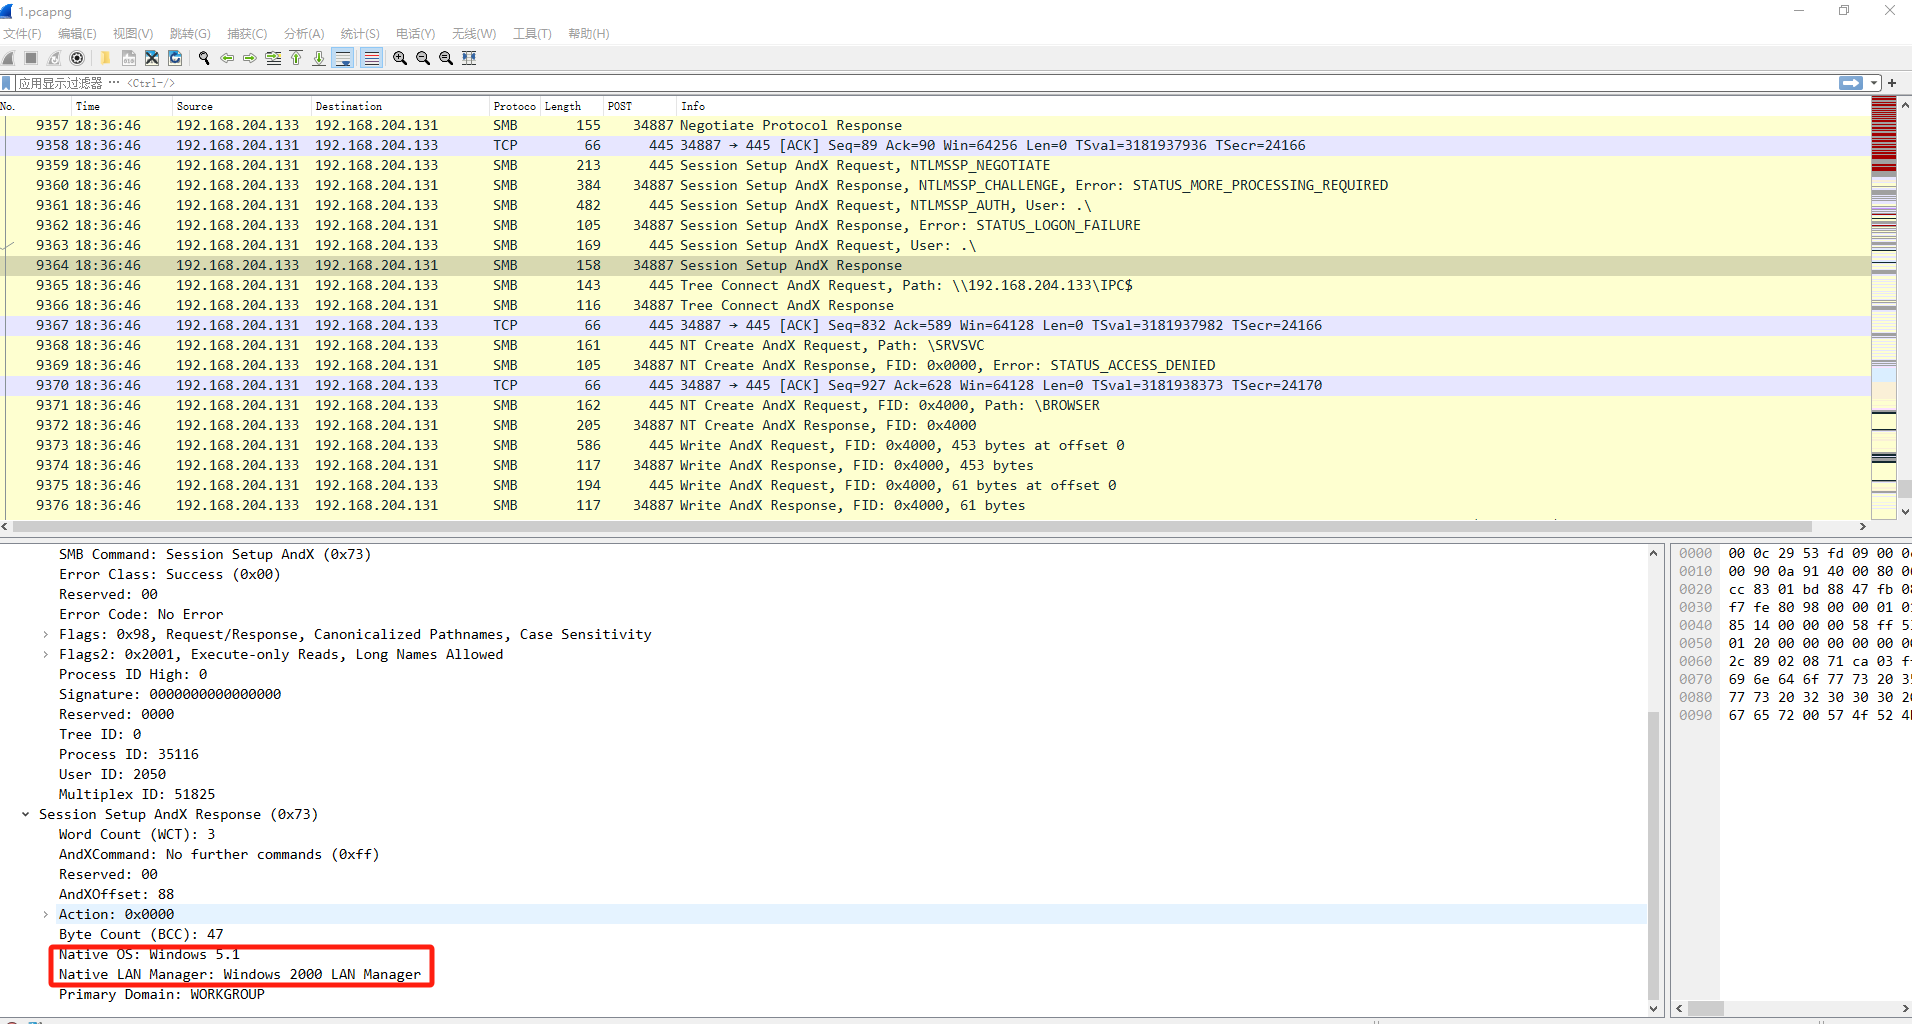 1.pcapng
文件(F) 编辑(E) 视图(V) 跳转(G) 捕获(C) 分析(A) 统计(S) 电话(Y) 无线(W) 工具(T) 帮助(H)
应用显示过滤器 … <Ctrl-/>
No. Time Source Destination Protoco Length POST Info
9357 18:36:46 192.168.204.133 192.168.204.131 SMB 155 34887 Negotiate Protocol Response
9358 18:36:46 192.168.204.131 192.168.204.133 TCP 66 445 34887 → 445 [ACK] Seq=89 Ack=90 Win=64256 Len=0 TSval=3181937936 TSecr=24166
9359 18:36:46 192.168.204.131 192.168.204.133 SMB 213 445 Session Setup AndX Request, NTLMSSP_NEGOTIATE
9360 18:36:46 192.168.204.133 192.168.204.131 SMB 384 34887 Session Setup AndX Response, NTLMSSP_CHALLENGE, Error: STATUS_MORE_PROCESSING_REQUIRED
9361 18:36:46 192.168.204.131 192.168.204.133 SMB 482 445 Session Setup AndX Request, NTLMSSP_AUTH, User: .\
9362 18:36:46 192.168.204.133 192.168.204.131 SMB 105 34887 Session Setup AndX Response, Error: STATUS_LOGON_FAILURE
9363 18:36:46 192.168.204.131 192.168.204.133 SMB 169 445 Session Setup AndX Request, User: .\
9364 18:36:46 192.168.204.133 192.168.204.131 SMB 158 34887 Session Setup AndX Response
9365 18:36:46 192.168.204.131 192.168.204.133 SMB 143 445 Tree Connect AndX Request, Path: \\192.168.204.133\IPC$
9366 18:36:46 192.168.204.133 192.168.204.131 SMB 116 34887 Tree Connect AndX Response
9367 18:36:46 192.168.204.131 192.168.204.133 TCP 66 445 34887 → 445 [ACK] Seq=832 Ack=589 Win=64128 Len=0 TSval=3181937982 TSecr=24166
9368 18:36:46 192.168.204.131 192.168.204.133 SMB 161 445 NT Create AndX Request, Path: \SRVSVC
9369 18:36:46 192.168.204.133 192.168.204.131 SMB 105 34887 NT Create AndX Response, FID: 0x0000, Error: STATUS_ACCESS_DENIED
9370 18:36:46 192.168.204.131 192.168.204.133 TCP 66 445 34887 → 445 [ACK] Seq=927 Ack=628 Win=64128 Len=0 TSval=3181938373 TSecr=24170
9371 18:36:46 192.168.204.131 192.168.204.133 SMB 162 445 NT Create AndX Request, FID: 0x4000, Path: \BROWSER
9372 18:36:46 192.168.204.133 192.168.204.131 SMB 205 34887 NT Create AndX Response, FID: 0x4000
9373 18:36:46 192.168.204.131 192.168.204.133 SMB 586 445 Write AndX Request, FID: 0x4000, 453 bytes at offset 0
9374 18:36:46 192.168.204.133 192.168.204.131 SMB 117 34887 Write AndX Response, FID: 0x4000, 453 bytes
9375 18:36:46 192.168.204.131 192.168.204.133 SMB 194 445 Write AndX Request, FID: 0x4000, 61 bytes at offset 0
9376 18:36:46 192.168.204.133 192.168.204.131 SMB 117 34887 Write AndX Response, FID: 0x4000, 61 bytes
SMB Command: Session Setup AndX (0x73)
Error Class: Success (0x00)
Reserved: 00
Error Code: No Error
Flags: 0x98, Request/Response, Canonicalized Pathnames, Case Sensitivity
Flags2: 0x2001, Execute-only Reads, Long Names Allowed
Process ID High: 0
Signature: 0000000000000000
Reserved: 0000
Tree ID: 0
Process ID: 35116
User ID: 2050
Multiplex ID: 51825
Session Setup AndX Response (0x73)
Word Count (WCT): 3
AndXCommand: No further commands (0xff)
Reserved: 00
AndXOffset: 88
Action: 0x0000
Byte Count (BCC): 47
Native OS: Windows 5.1
Native LAN Manager: Windows 2000 LAN Manager
Primary Domain: WORKGROUP
0000 00 0c 29 53 fd 09 00
0010 00 90 0a 91 40 00 80
0020 cc 83 01 bd 88 47 fb
0030 f7 fe 80 98 00 00 01
0040 85 14 00 00 00 58 ff
0050 01 20 00 00 00 00 00
0060 2c 89 02 08 71 ca 03
0070 69 6e 64 6f 77 73 20
0080 77 73 20 32 30 30 30
0090 67 65 72 00 57 4f 52